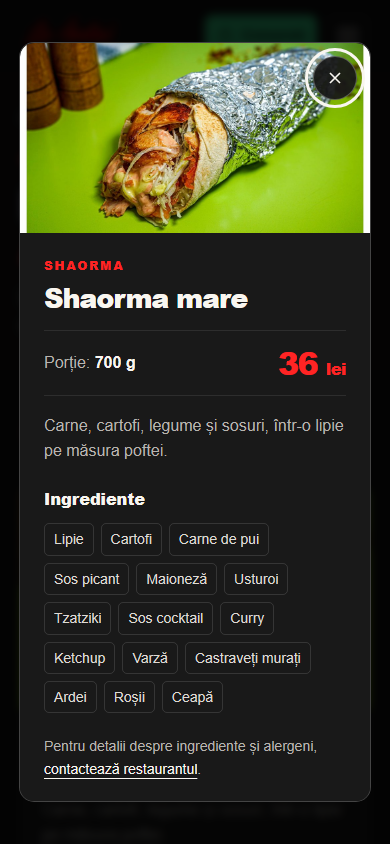 SHAORMA
Shaorma mare
Porție: 700 g
36 lei
Carne, cartofi, legume și sosuri, într-o lipie
pe măsura poftei.
Ingrediente
Lipie Cartofi Carne de pui
Sos picant Maioneză Usturoi
Tzatziki Sos cocktail Curry
Ketchup Varză Castraveți murați
Ardei Roșii Ceapă
Pentru detalii despre ingrediente și alergeni,
contactează restaurantul.